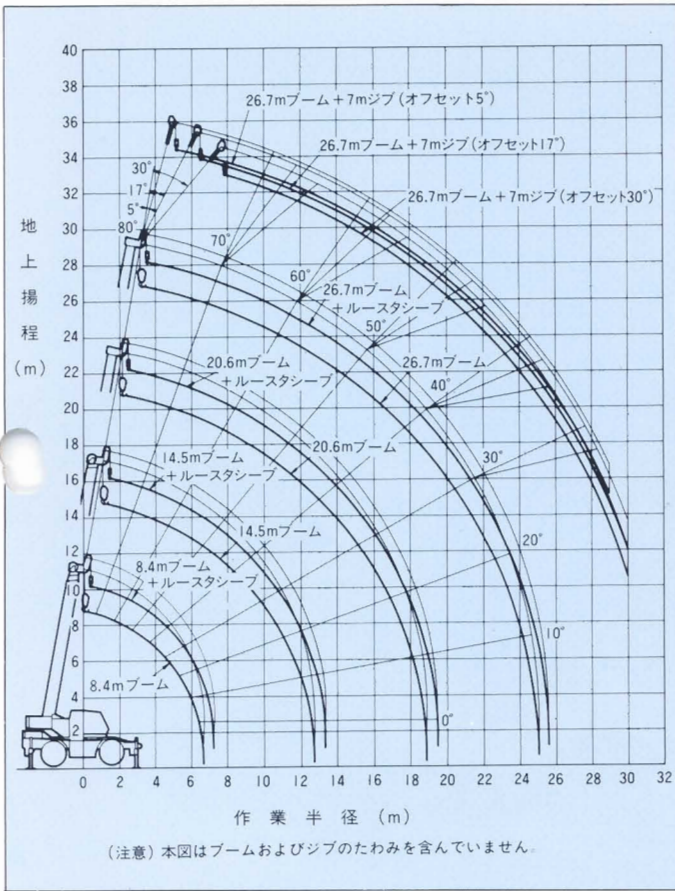 40
38
36
34
32
30
28
26
24
22
20
18
16
14
12
10
8
6
4
2
地上揚程(m)
26.7mブーム+7mジブ(オフセット5°)
26.7mブーム+7mジブ(オフセット17°)
26.7mブーム+7mジブ(オフセット30°)
30°
17°
5°
80°
70°
60°
26.7mブーム
+ルースタシーブ
50°
26.7mブーム
40°
20.6mブーム
+ルースタシーブ
20.6mブーム
30°
14.5mブーム
+ルースタシーブ
14.5mブーム
20°
8.4mブーム
+ルースタシーブ
10°
8.4mブーム
0°
0 2 4 6 8 10 12 14 16 18 20 22 24 26 28 30 32
作業半径(m)
(注意)本図はブームおよびジブのたわみを含んでいません。